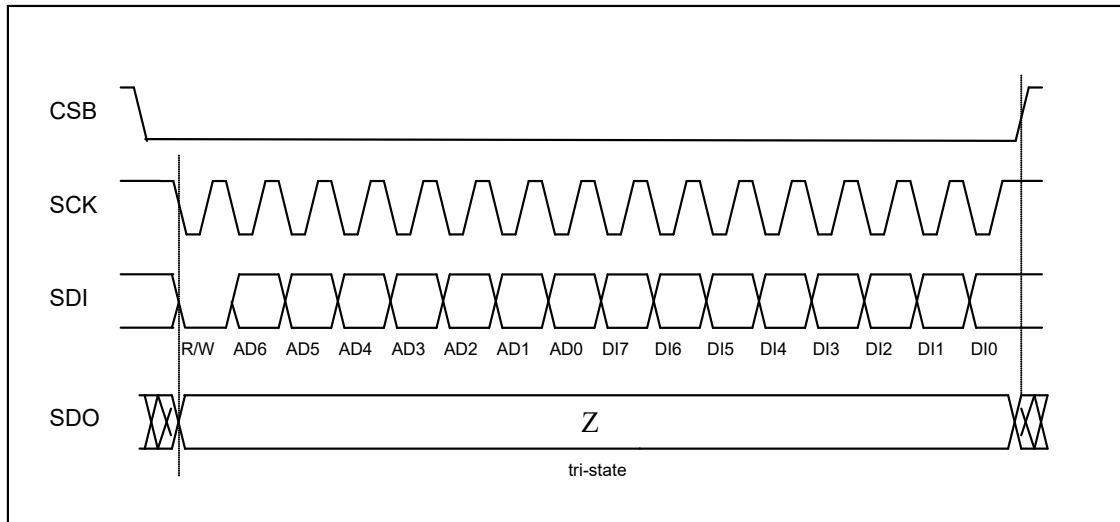 CSB
SCK
SDI
R/W AD6 AD5 AD4 AD3 AD2 AD1 AD0 DI7 DI6 DI5 DI4 DI3 DI2 DI1 DI0
SDO
Z
tri-state